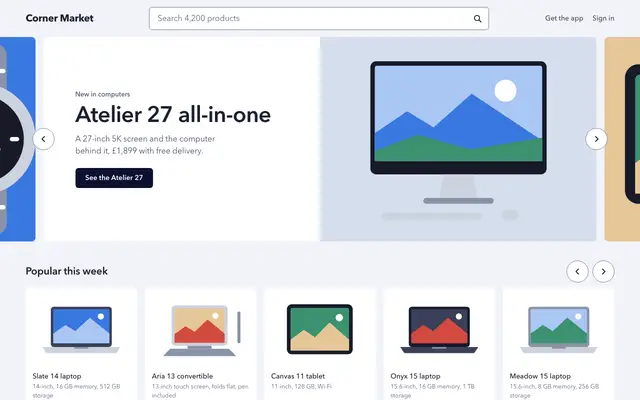 Corner Market
Search 4,200 products
Get the app
Sign in
New in computers
Atelier 27 all-in-one
A 27-inch 5K screen and the computer
behind it, £1,899 with free delivery.
See the Atelier 27
Popular this week
Slate 14 laptop
14-inch, 16 GB memory, 512 GB
storage
Aria 13 convertible
13-inch touch screen, folds flat, pen
included
Canvas 11 tablet
11 inch, 128 GB, Wi-Fi
Onyx 15 laptop
15.6-inch, 16 GB memory, 1 TB
storage
Meadow 15 laptop
15.6-inch, 8 GB memory, 256 GB
storage